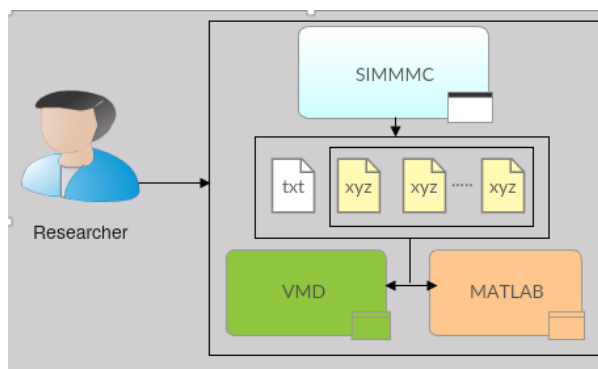 SIMMMC
txt xyz xyz ..... xyz
Researcher
VMD MATLAB